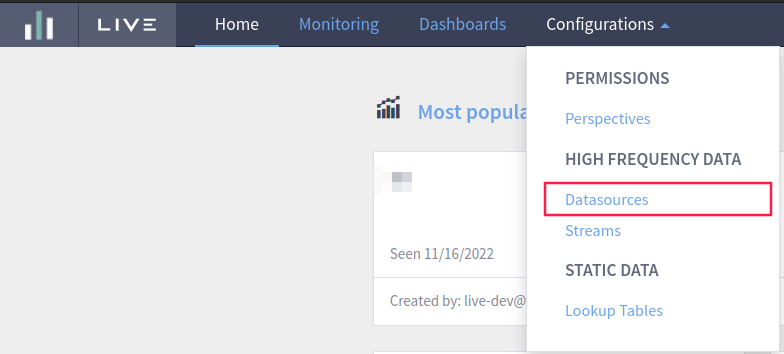 LIVE Home Monitoring Dashboards Configurations
PERMISSIONS
Most popula
Perspectives
HIGH FREQUENCY DATA
Datasources
Streams
Seen 11/16/2022
STATIC DATA
Created by: live-dev@
Lookup Tables